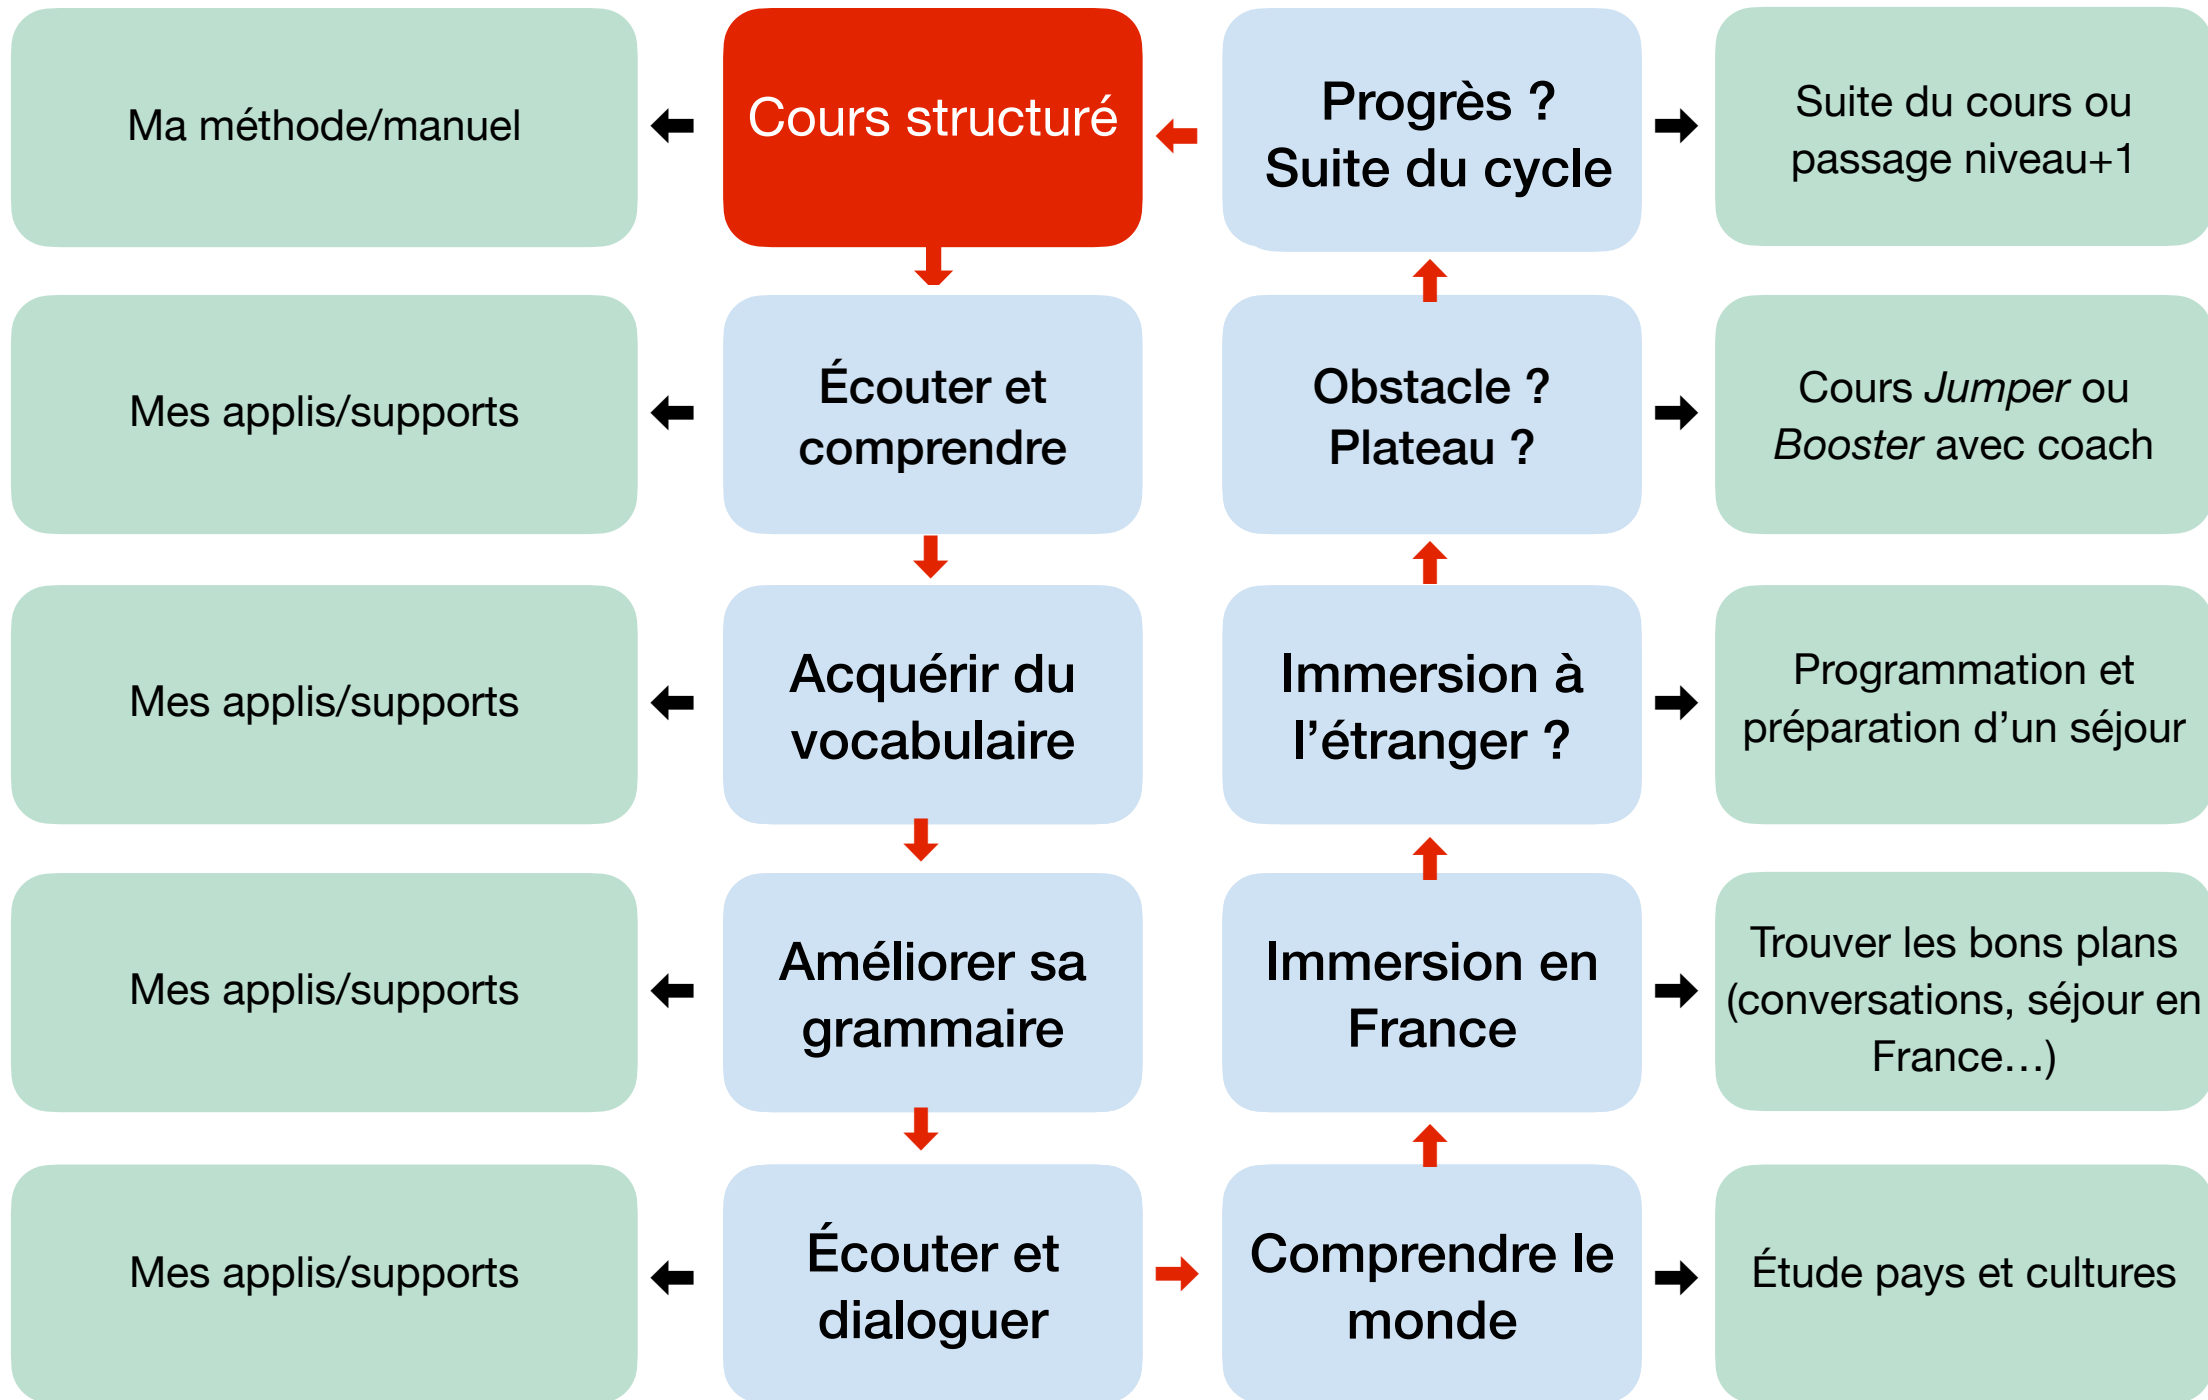 Ma méthode/manuel
Cours structuré
Progrès ?
Suite du cycle
Suite du cours ou
passage niveau+1
Mes applis/supports
Écouter et
comprendre
Obstacle ?
Plateau ?
Cours Jumper ou
Booster avec coach
Mes applis/supports
Acquérir du
vocabulaire
Immersion à
l’étranger ?
Programmation et
préparation d’un séjour
Mes applis/supports
Améliorer sa
grammaire
Immersion en
France
Trouver les bons plans
(conversations, séjour en
France…)
Mes applis/supports
Écouter et
dialoguer
Comprendre le
monde
Étude pays et cultures